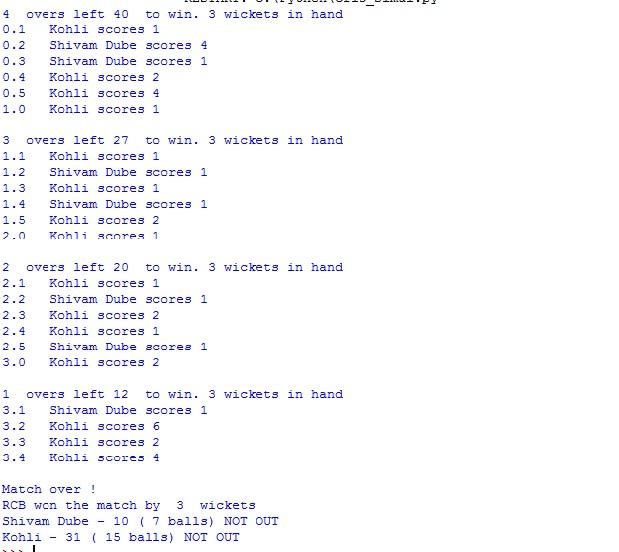 4  overs left 40  to win. 3 wickets in hand
0.1   Kohli scores 1
0.2   Shivam Dube scores 4
0.3   Shivam Dube scores 1
0.4   Kohli scores 2
0.5   Kohli scores 4
1.0   Kohli scores 1
3  overs left 27  to win. 3 wickets in hand
1.1   Kohli scores 1
1.2   Shivam Dube scores 1
1.3   Kohli scores 1
1.4   Shivam Dube scores 1
1.5   Kohli scores 2
2.0   Kohli scores 1
2  overs left 20  to win. 3 wickets in hand
2.1   Kohli scores 1
2.2   Shivam Dube scores 1
2.3   Kohli scores 2
2.4   Kohli scores 1
2.5   Shivam Dube scores 1
3.0   Kohli scores 2
1  overs left 12  to win. 3 wickets in hand
3.1   Shivam Dube scores 1
3.2   Kohli scores 6
3.3   Kohli scores 2
3.4   Kohli scores 4
Match over !
RCB won the match by  3  wickets
Shivam Dube - 10 ( 7 balls) NOT OUT
Kohli - 31 ( 15 balls) NOT OUT